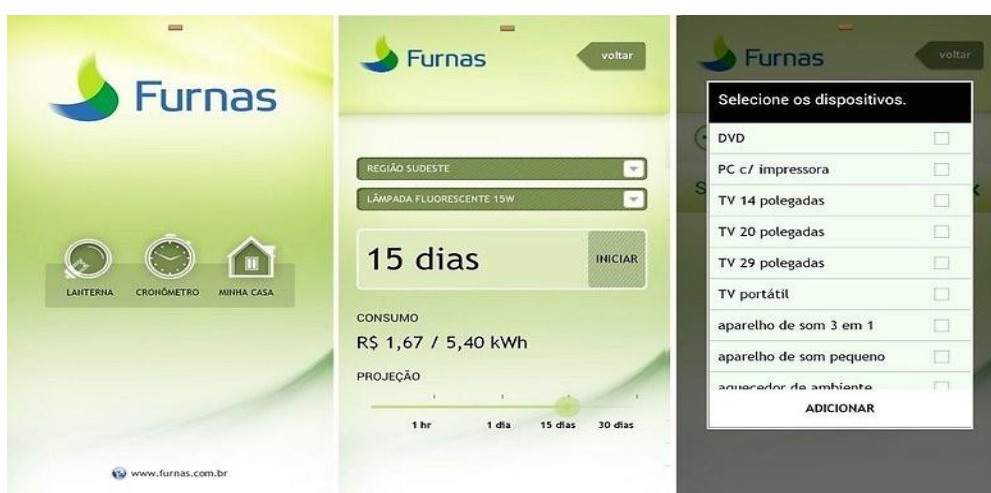 Furnas
LANTERNA
CRONÔMETRO
MINHA CASA
www.furnas.com.br
Furnas
voltar
REGIÃO SUDESTE
LÂMPADA FLUORESCENTE 15W
15 dias
INICIAR
CONSUMO
R$ 1,67 / 5,40 kWh
PROJEÇÃO
1 hr 1 dia 15 dias 30 dias
Furnas
voltar
Selecione os dispositivos.
DVD
PC c/ impressora
TV 14 polegadas
TV 20 polegadas
TV 29 polegadas
TV portátil
aparelho de som 3 em 1
aparelho de som pequeno
aquecedor de ambiente
ADICIONAR